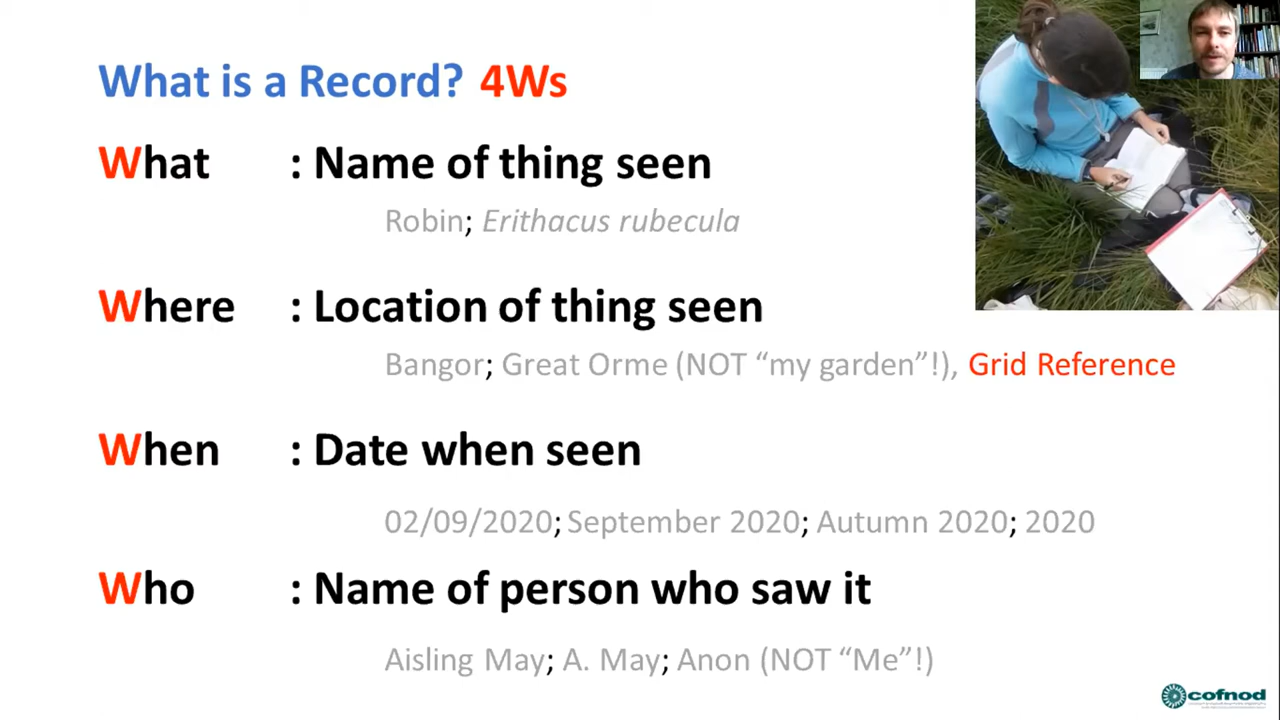 What is a Record? 4Ws
What : Name of thing seen
Robin; Erithacus rubecula
Where : Location of thing seen
Bangor; Great Orme (NOT “my garden”!), Grid Reference
When : Date when seen
02/09/2020; September 2020; Autumn 2020; 2020
Who : Name of person who saw it
Aisling May; A. May; Anon (NOT “Me”!)
cofnod